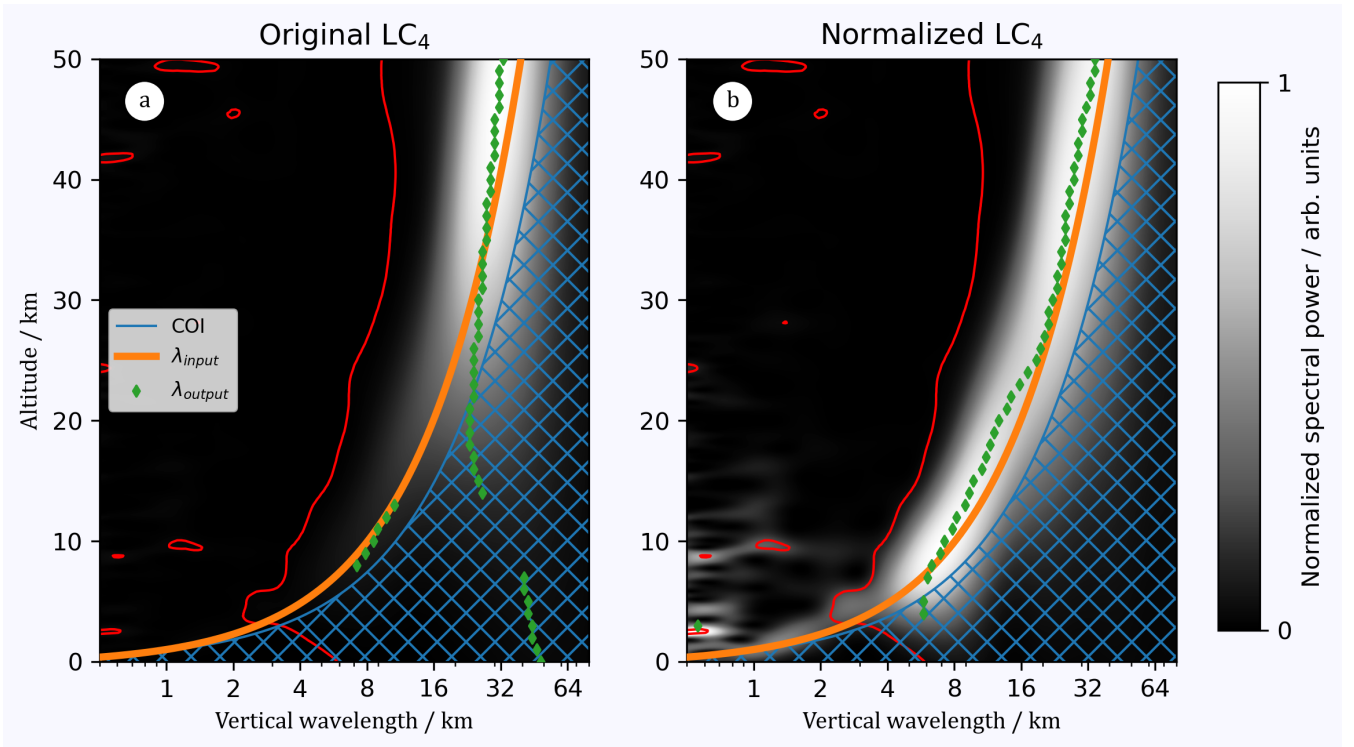 Original LC4
Normalized LC4
a
b
50
40
30
20
10
0
Altitude / km
COI
λinput
λoutput
1 2 4 8 16 32 64
Vertical wavelength / km
50
40
30
20
10
0
1 2 4 8 16 32 64
Vertical wavelength / km
1
0
Normalized spectral power / arb. units